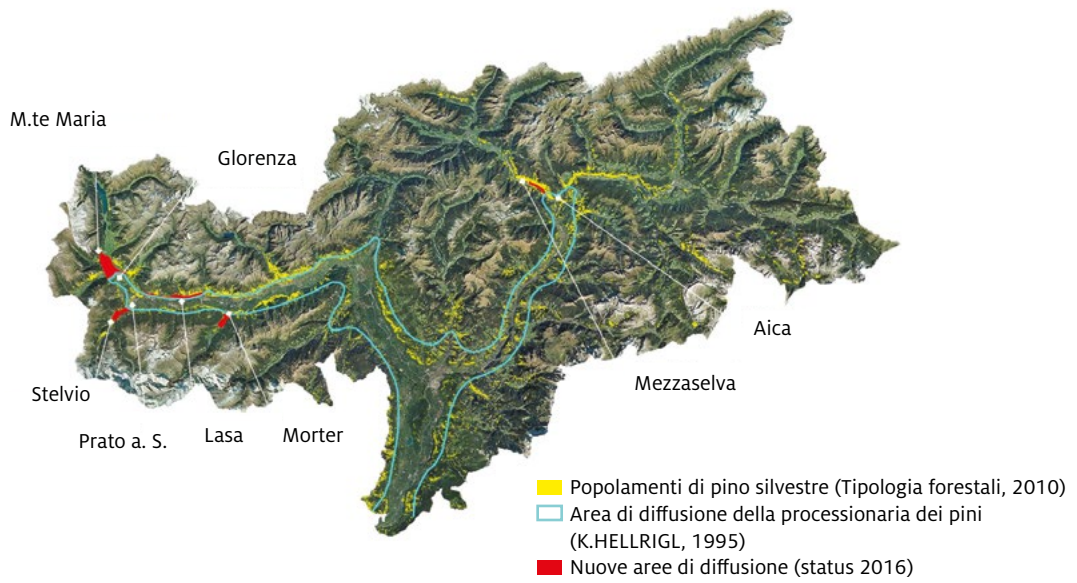 M.te Maria
Glorenza
Aica
Mezzaselva
Stelvio
Prato a. S.
Lasa
Morter
Popolamenti di pino silvestre (Tipologia forestali, 2010)
Area di diffusione della processionaria dei pini
(K.HELLRIGL, 1995)
Nuove aree di diffusione (status 2016)